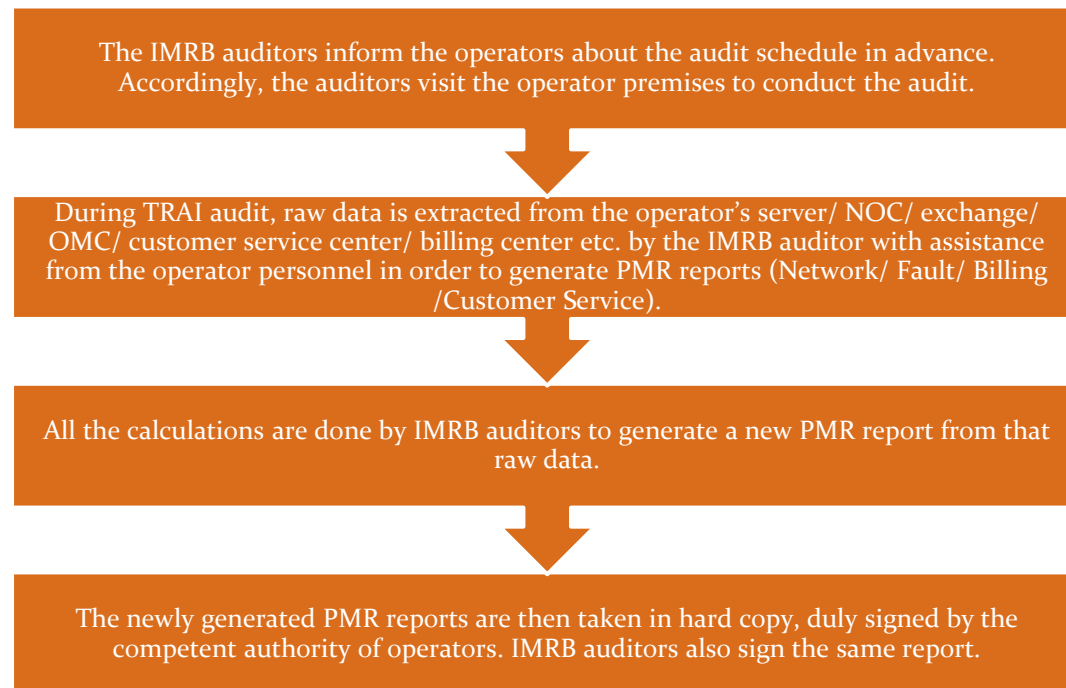 The IMRB auditors inform the operators about the audit schedule in advance.
Accordingly, the auditors visit the operator premises to conduct the audit.
During TRAI audit, raw data is extracted from the operator’s server/ NOC/ exchange/
OMC/ customer service center/ billing center etc. by the IMRB auditor with assistance
from the operator personnel in order to generate PMR reports (Network/ Fault/ Billing
/Customer Service).
All the calculations are done by IMRB auditors to generate a new PMR report from that
raw data.
The newly generated PMR reports are then taken in hard copy, duly signed by the
competent authority of operators. IMRB auditors also sign the same report.